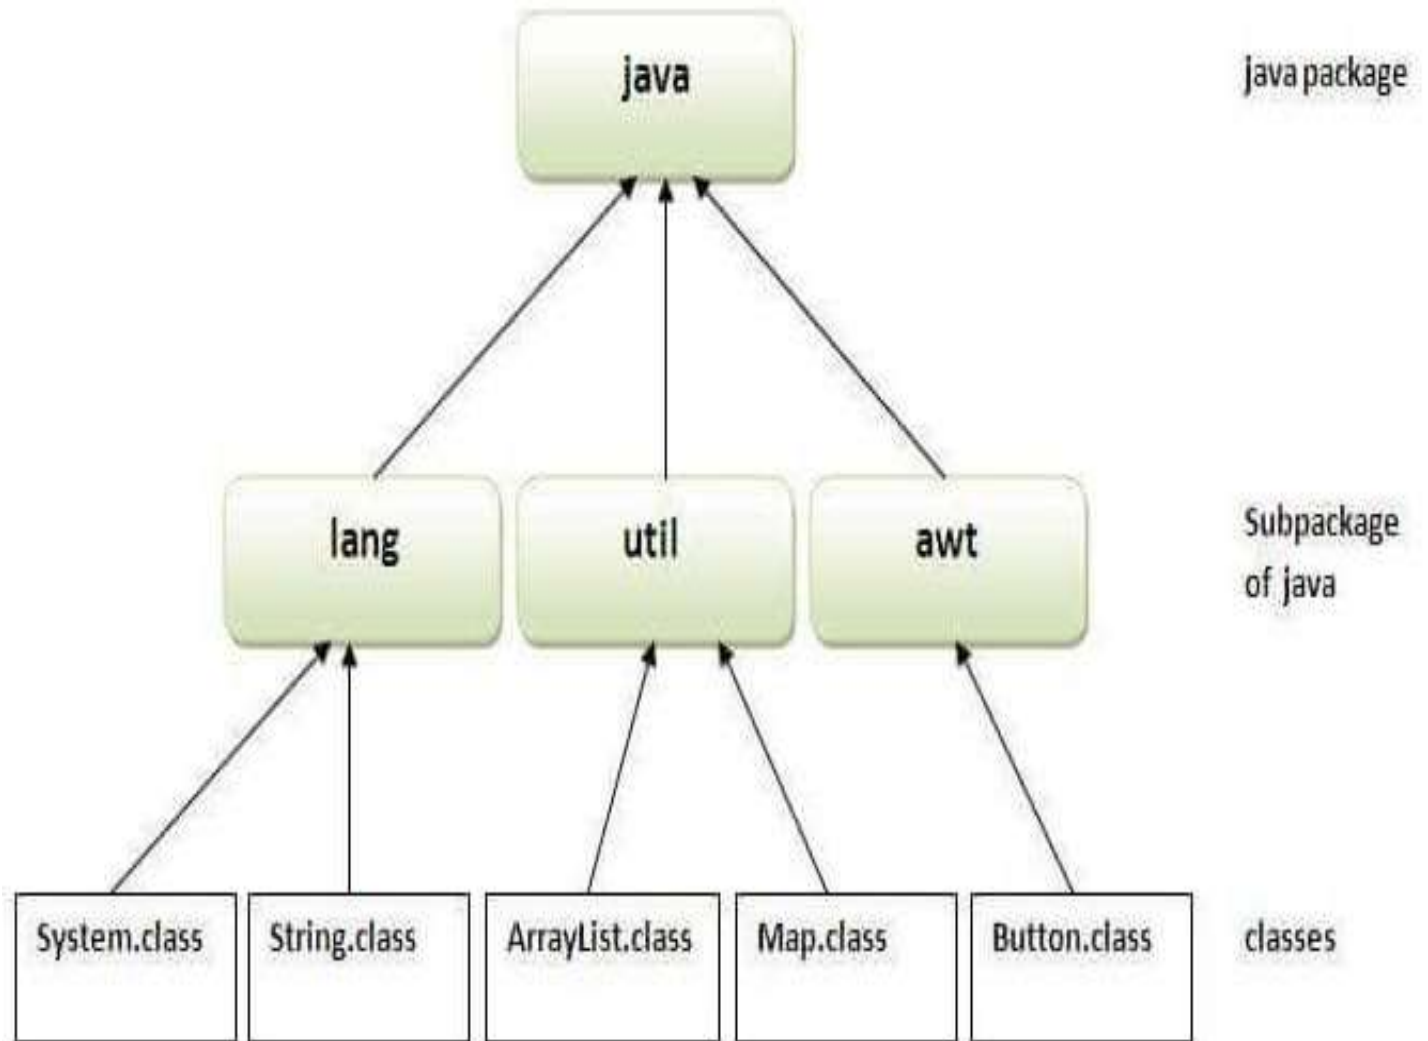 java
java package
lang
util
awt
Subpackage
of java
System.class
String.class
ArrayList.class
Map.class
Button.class
classes